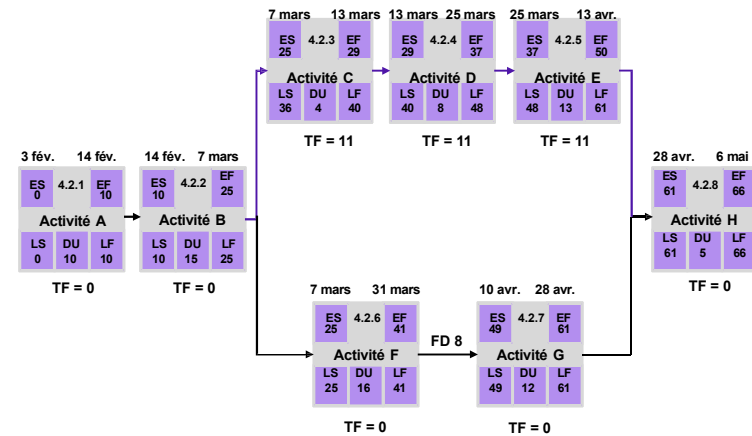 7 mars 13 mars 13 mars 25 mars 25 mars 13 avr.
ES 4.2.3 EF ES 4.2.4 EF ES 4.2.5 EF
25 29 29 37 37 50
Activité C Activité D Activité E
LS DU LF LS DU LF LS DU LF
36 4 40 40 8 48 48 13 61
TF = 11 TF = 11 TF = 11
3 fév. 14 fév. 14 fév. 7 mars 28 avr. 6 mai
ES 4.2.1 EF ES 4.2.2 EF ES 4.2.8 EF
0 10 10 25 61 66
Activité A Activité B Activité H
LS DU LF LS DU LF LS DU LF
0 10 10 10 15 25 61 5 66
TF = 0 TF = 0 TF = 0
7 mars 31 mars 10 avr. 28 avr.
ES 4.2.6 EF ES 4.2.7 EF
25 41 49 61
FD 8
Activité F Activité G
LS DU LF LS DU LF
25 16 41 49 12 61
TF = 0 TF = 0